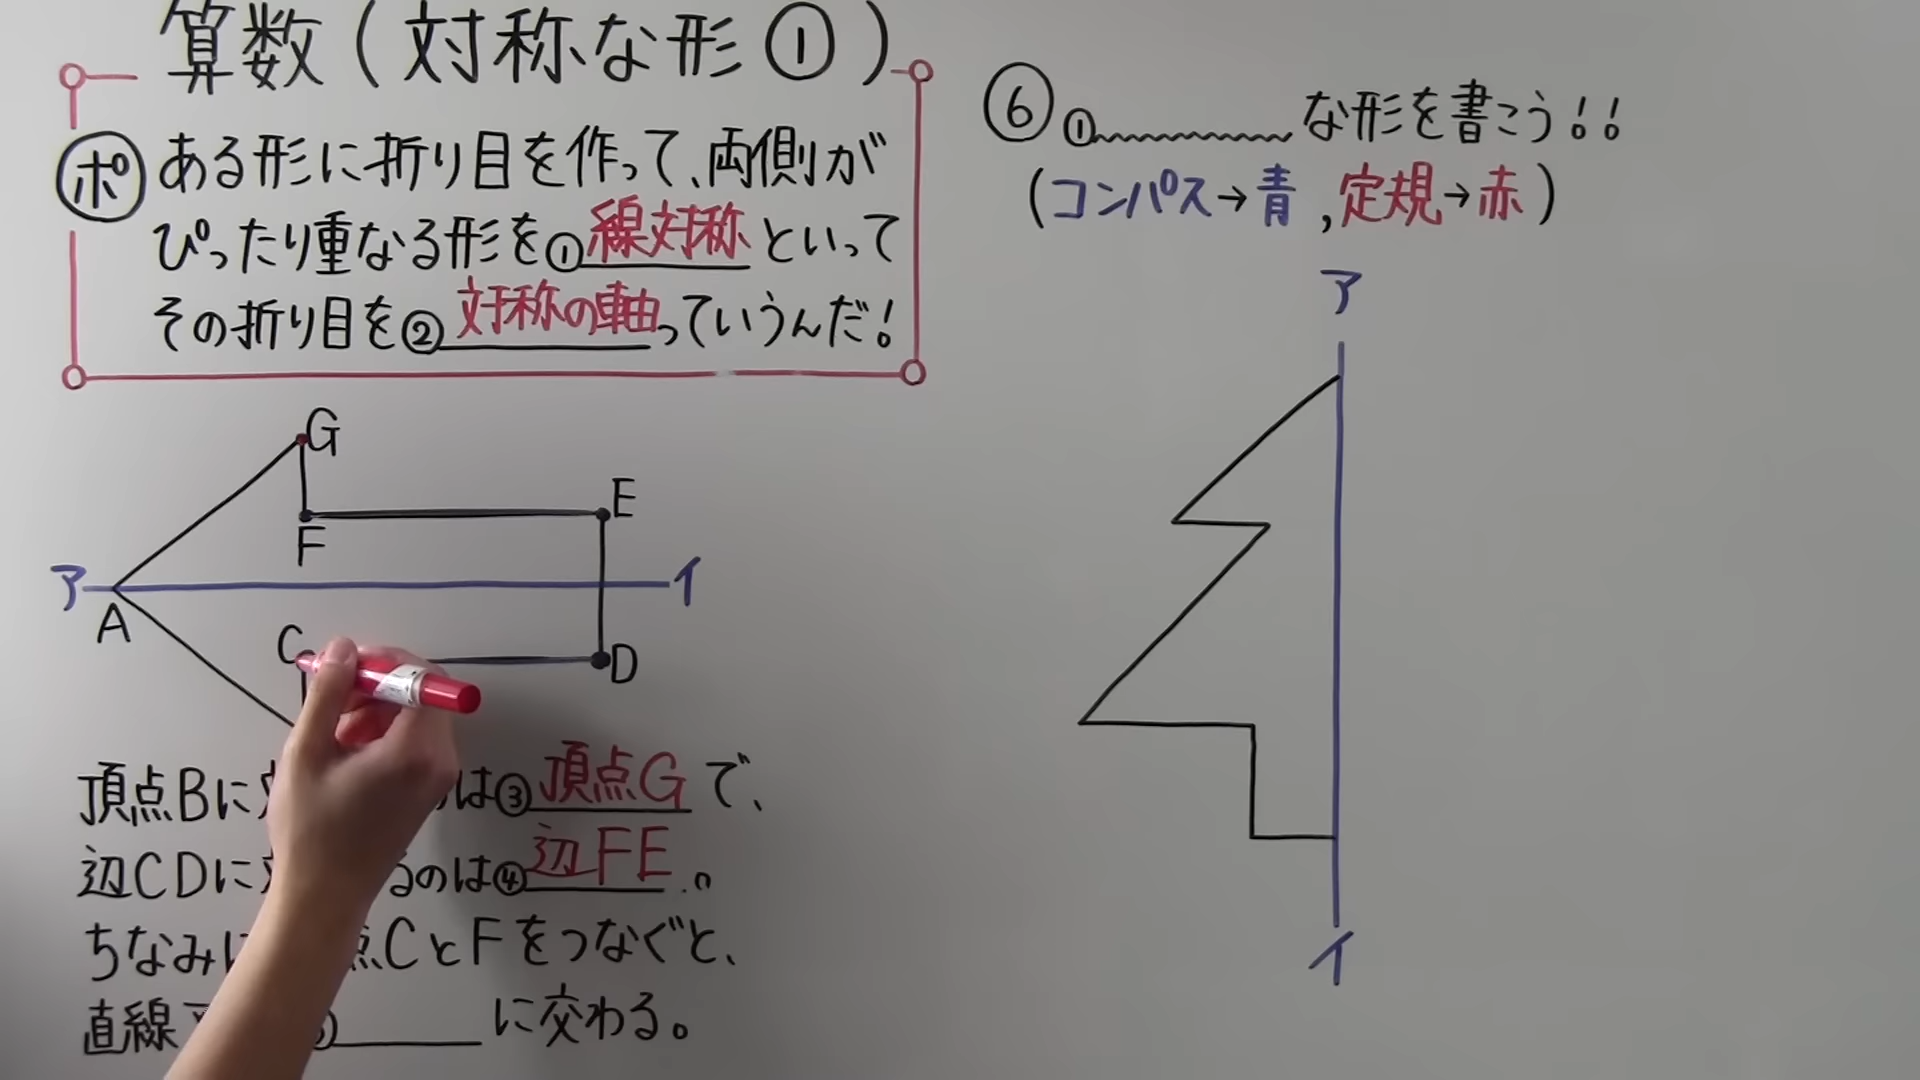 算数(対称な形①)
ポ ある形に折り目を作って、両側が
ぴったり重なる形を①線対称といって
その折り目を②対称の軸っていうんだ!
G
E
F
ア
イ
A
C
D
頂点Bに は③頂点Gで、
辺CDに るのは④辺FE。
ちなみに 点CとFをつなぐと、
直線 に交わる。
⑥ ①な形を書こう!!
(コンパス→青,定規→赤)
ア
イ